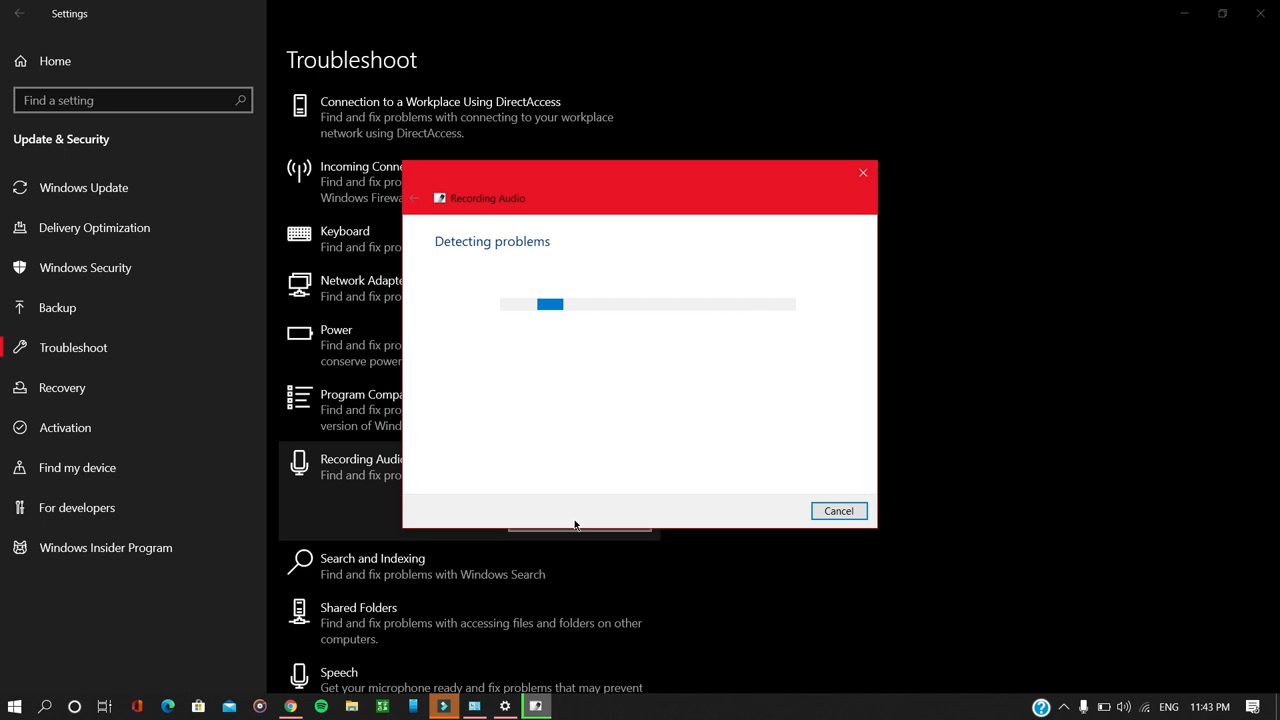 Settings
Home
Find a setting
Update & Security
Windows Update
Delivery Optimization
Windows Security
Backup
Troubleshoot
Recovery
Activation
Find my device
For developers
Windows Insider Program
Troubleshoot
Connection to a Workplace Using DirectAccess
Find and fix problems with connecting to your workplace
network using DirectAccess.
Incoming Conne
Find and fix pro
Windows Firewa
Keyboard
Find and fix pro
Network Adapte
Find and fix pro
Power
Find and fix pro
conserve power
Program Compa
Find and fix pro
version of Wind
Recording Audio
Find and fix pro
Search and Indexing
Find and fix problems with Windows Search
Shared Folders
Find and fix problems with accessing files and folders on other
computers.
Speech
Get your microphone ready and fix problems that may prevent
Recording Audio
Detecting problems
Cancel
ENG
11:43 PM